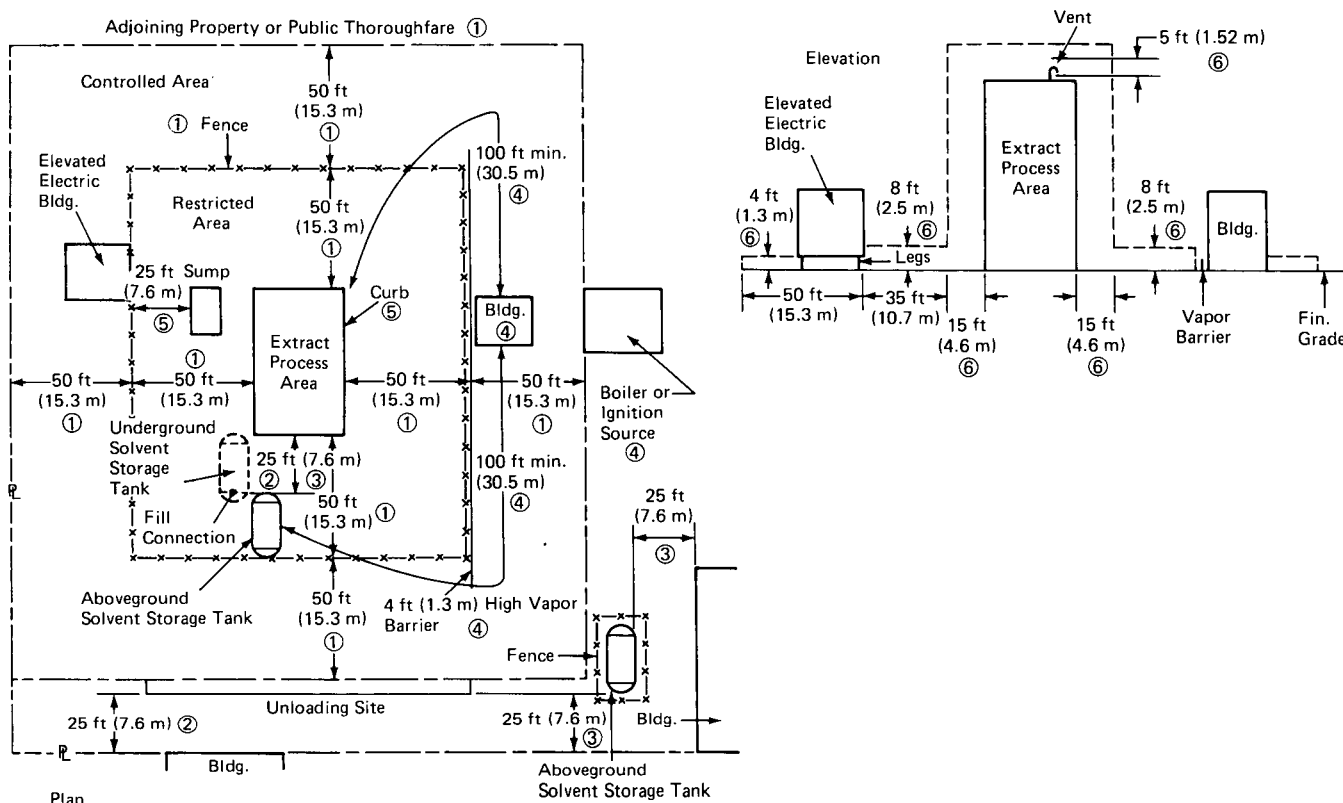 Adjoining Property or Public Thoroughfare ①
Controlled Area
50 ft
(15.3 m)
①
① Fence
Elevated
Electric
Bldg.
Restricted
Area
50 ft
(15.3 m)
①
100 ft min.
(30.5 m)
④
25 ft Sump
(7.6 m)
⑤
①
Curb
⑤
Bldg.
④
Extract
Process
Area
50 ft
(15.3 m)
①
50 ft
(15.3 m)
50 ft
(15.3 m)
①
50 ft
(15.3 m)
①
Boiler or
Ignition
Source
④
Underground
Solvent
Storage
Tank
25 ft (7.6 m)
② ③
100 ft min.
(30.5 m)
④
50 ft
(15.3 m) ①
Fill
Connection
PL
Aboveground
Solvent Storage Tank
50 ft
(15.3 m)
①
4 ft (1.3 m) High Vapor
Barrier ④
25 ft
(7.6 m)
③
Fence
Unloading Site
25 ft (7.6 m) ②
25 ft (7.6 m)
③
Bldg.
PL
Bldg.
Aboveground
Solvent Storage Tank
Plan
Vent
5 ft (1.52 m)
⑥
Elevation
Elevated
Electric
Bldg.
Extract
Process
Area
4 ft
(1.3 m)
⑥
8 ft
(2.5 m)
⑥
8 ft
(2.5 m)
⑥
Bldg.
Legs
50 ft
(15.3 m)
35 ft
(10.7 m)
15 ft
(4.6 m)
⑥
15 ft
(4.6 m)
⑥
Vapor
Barrier
Fin.
Grade